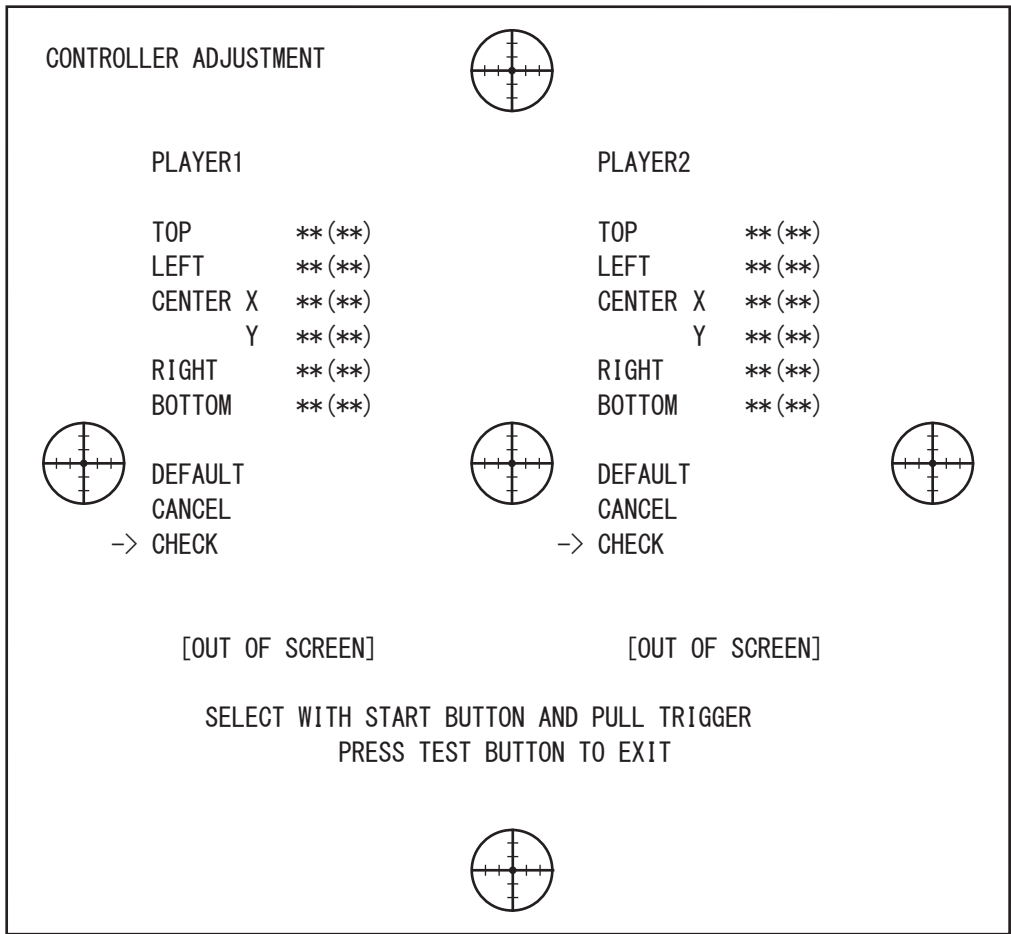 CONTROLLER ADJUSTMENT
PLAYER1 PLAYER2
TOP **(**) TOP **(**)
LEFT **(**) LEFT **(**)
CENTER X **(**) CENTER X **(**)
Y **(**) Y **(**)
RIGHT **(**) RIGHT **(**)
BOTTOM **(**) BOTTOM **(**)
DEFAULT DEFAULT
CANCEL CANCEL
-> CHECK -> CHECK
[OUT OF SCREEN] [OUT OF SCREEN]
SELECT WITH START BUTTON AND PULL TRIGGER
PRESS TEST BUTTON TO EXIT